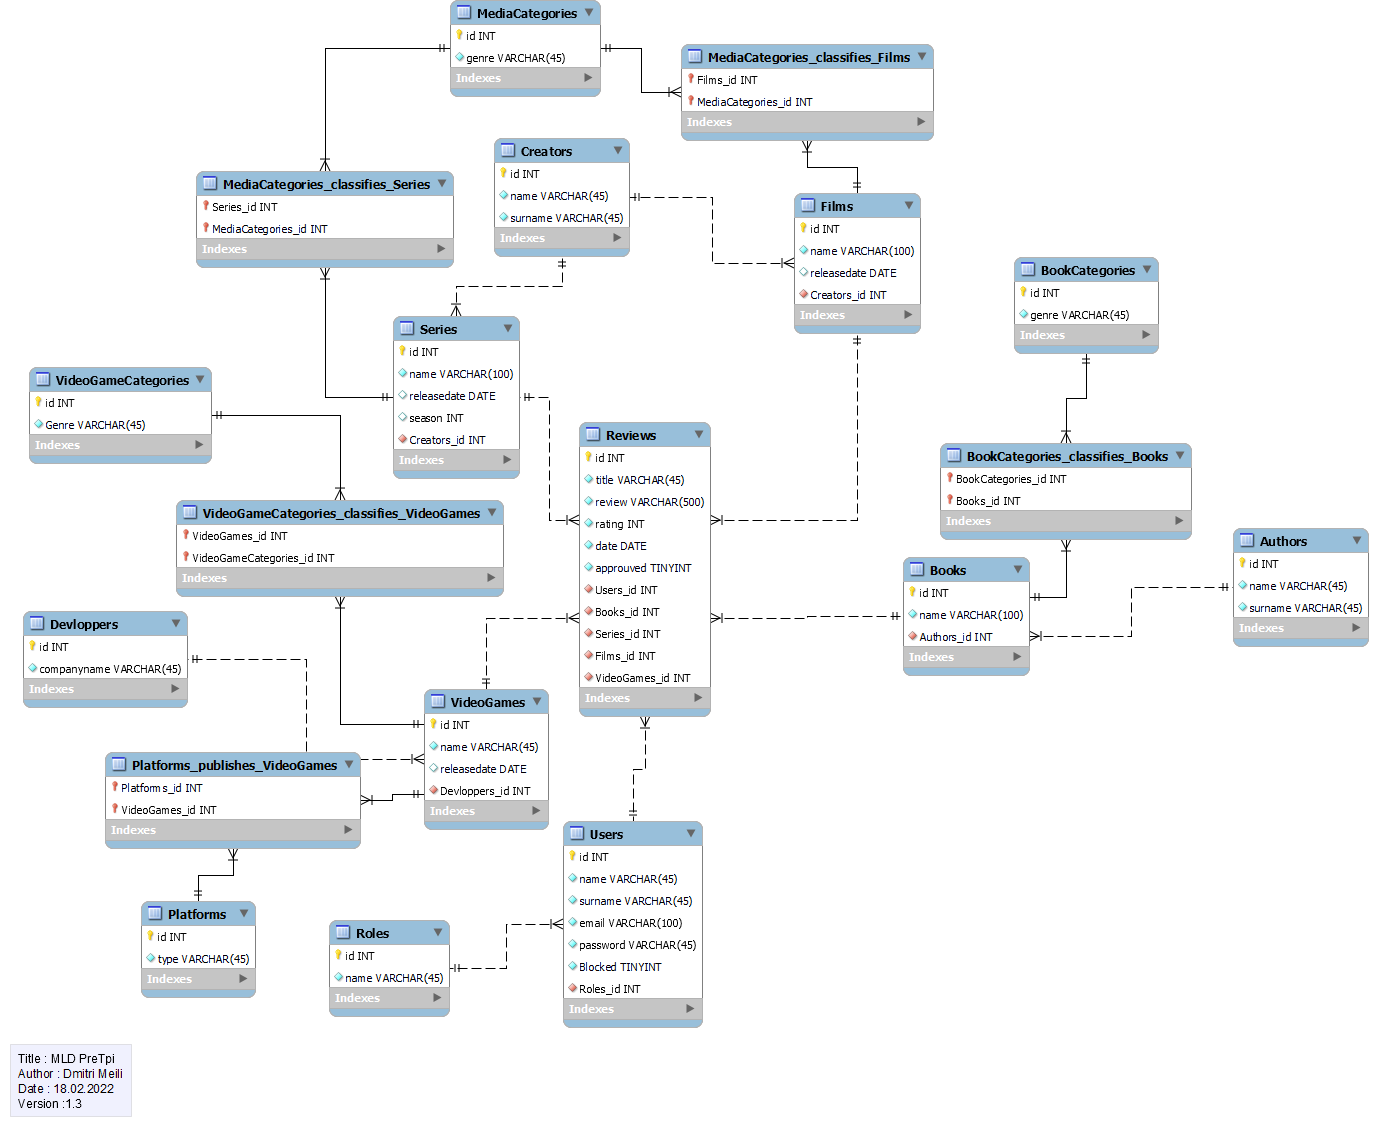 MediaCategories
id INT
genre VARCHAR(45)
Indexes
MediaCategories_classifies_Films
Films_id INT
MediaCategories_id INT
Indexes
Creators
id INT
name VARCHAR(45)
surname VARCHAR(45)
Indexes
MediaCategories_classifies_Series
Series_id INT
MediaCategories_id INT
Indexes
Films
id INT
name VARCHAR(100)
releasedate DATE
Creators_id INT
Indexes
BookCategories
id INT
genre VARCHAR(45)
Indexes
Series
id INT
name VARCHAR(100)
releasedate DATE
season INT
Creators_id INT
Indexes
VideoGameCategories
id INT
Genre VARCHAR(45)
Indexes
Reviews
id INT
title VARCHAR(45)
review VARCHAR(500)
rating INT
date DATE
approuved TINYINT
Users_id INT
Books_id INT
Series_id INT
Films_id INT
VideoGames_id INT
Indexes
BookCategories_classifies_Books
BookCategories_id INT
Books_id INT
Indexes
VideoGameCategories_classifies_VideoGames
VideoGames_id INT
VideoGameCategories_id INT
Indexes
Authors
id INT
name VARCHAR(45)
surname VARCHAR(45)
Indexes
Books
id INT
name VARCHAR(100)
Authors_id INT
Indexes
Devloppers
id INT
companyname VARCHAR(45)
Indexes
VideoGames
id INT
name VARCHAR(45)
releasedate DATE
Devloppers_id INT
Indexes
Platforms_publishes_VideoGames
Platforms_id INT
VideoGames_id INT
Indexes
Users
id INT
name VARCHAR(45)
surname VARCHAR(45)
email VARCHAR(100)
password VARCHAR(45)
Blocked TINYINT
Roles_id INT
Indexes
Platforms
id INT
type VARCHAR(45)
Indexes
Roles
id INT
name VARCHAR(45)
Indexes
Title : MLD PreTpi
Author : Dmitri Meili
Date : 18.02.2022
Version :1.3